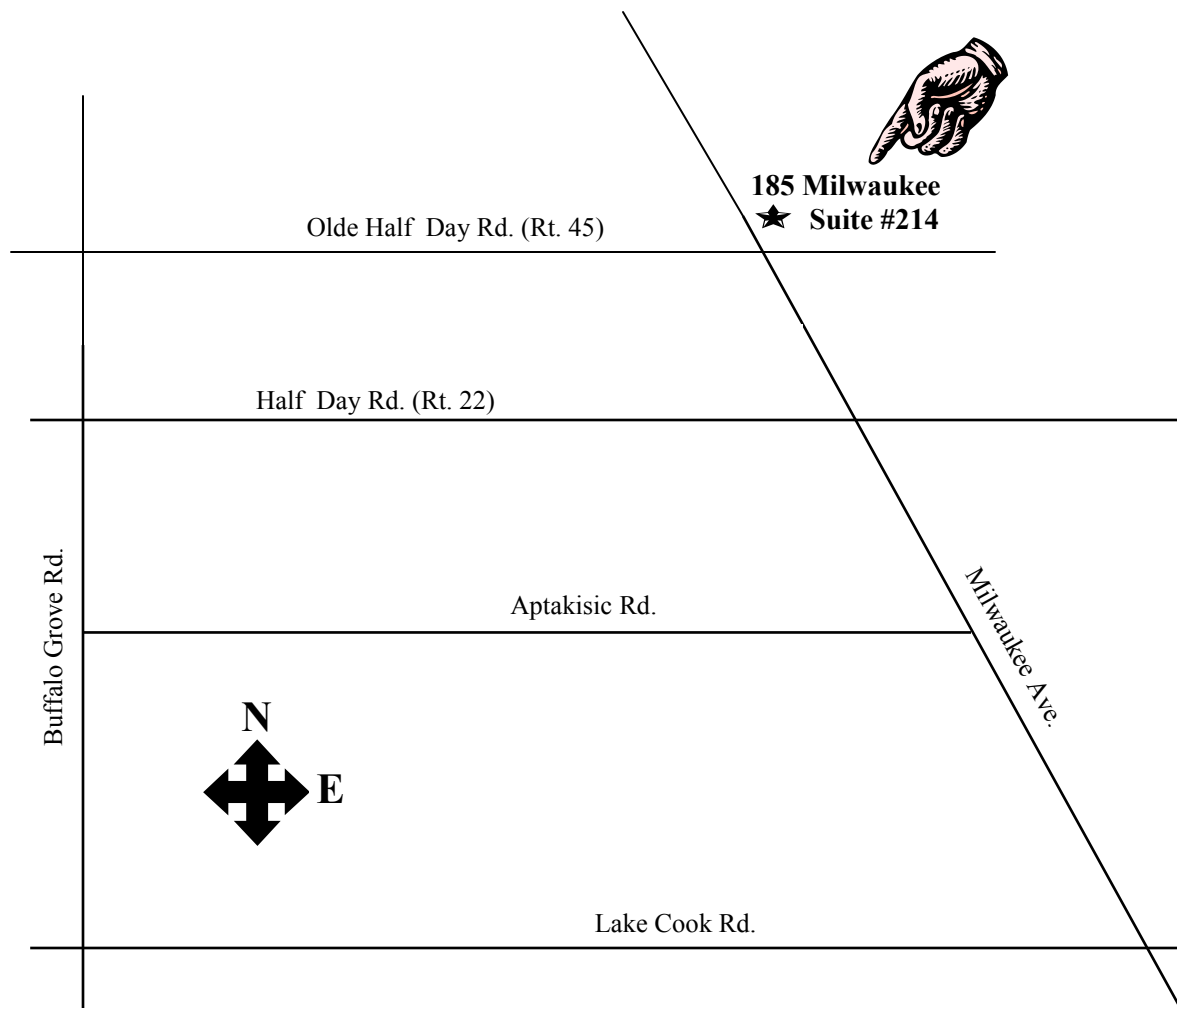 185 Milwaukee
Suite #214
Olde Half Day Rd. (Rt. 45)
Half Day Rd. (Rt. 22)
Buffalo Grove Rd.
Aptakisic Rd.
Milwaukee Ave.
N
E
Lake Cook Rd.